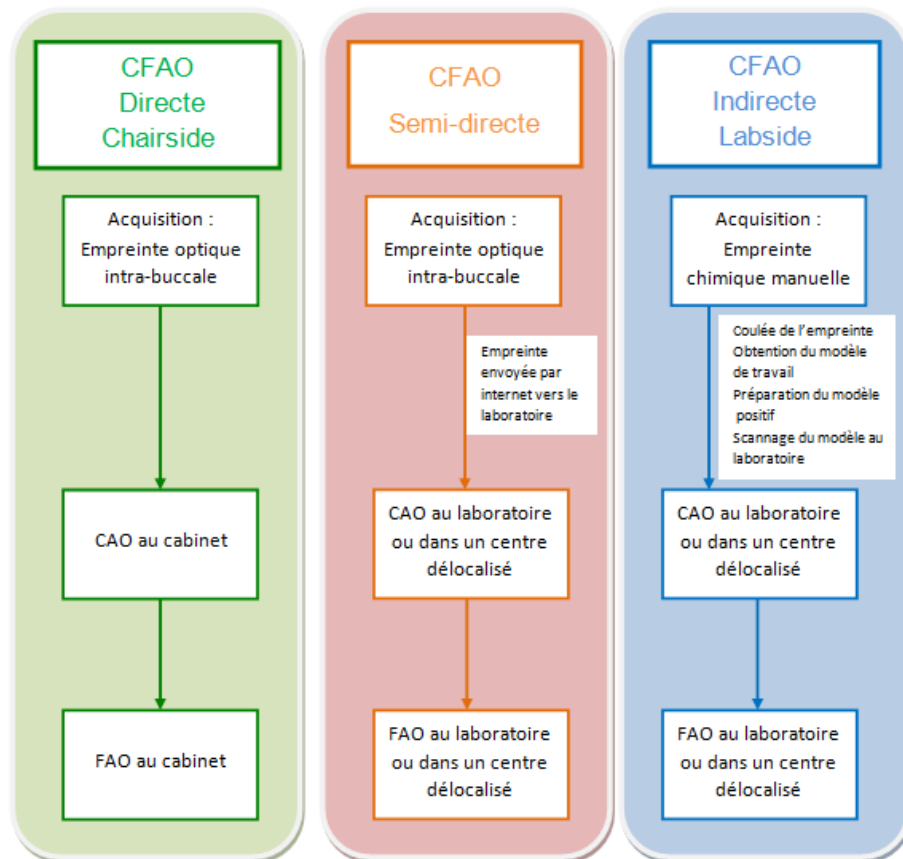 CFAO
Directe
Chairside
Acquisition :
Empreinte optique
intra-buccale
CAO au cabinet
FAO au cabinet
CFAO
Semi-directe
Acquisition :
Empreinte optique
intra-buccale
Empreinte
envoyée par
internet vers le
laboratoire
CAO au laboratoire
ou dans un centre
délocalisé
FAO au laboratoire
ou dans un centre
délocalisé
CFAO
Indirecte
Labside
Acquisition :
Empreinte
chimique manuelle
Coulée de l'empreinte
Obtention du modèle
de travail
Préparation du modèle
positif
Scannage du modèle au
laboratoire
CAO au laboratoire
ou dans un centre
délocalisé
FAO au laboratoire
ou dans un centre
délocalisé